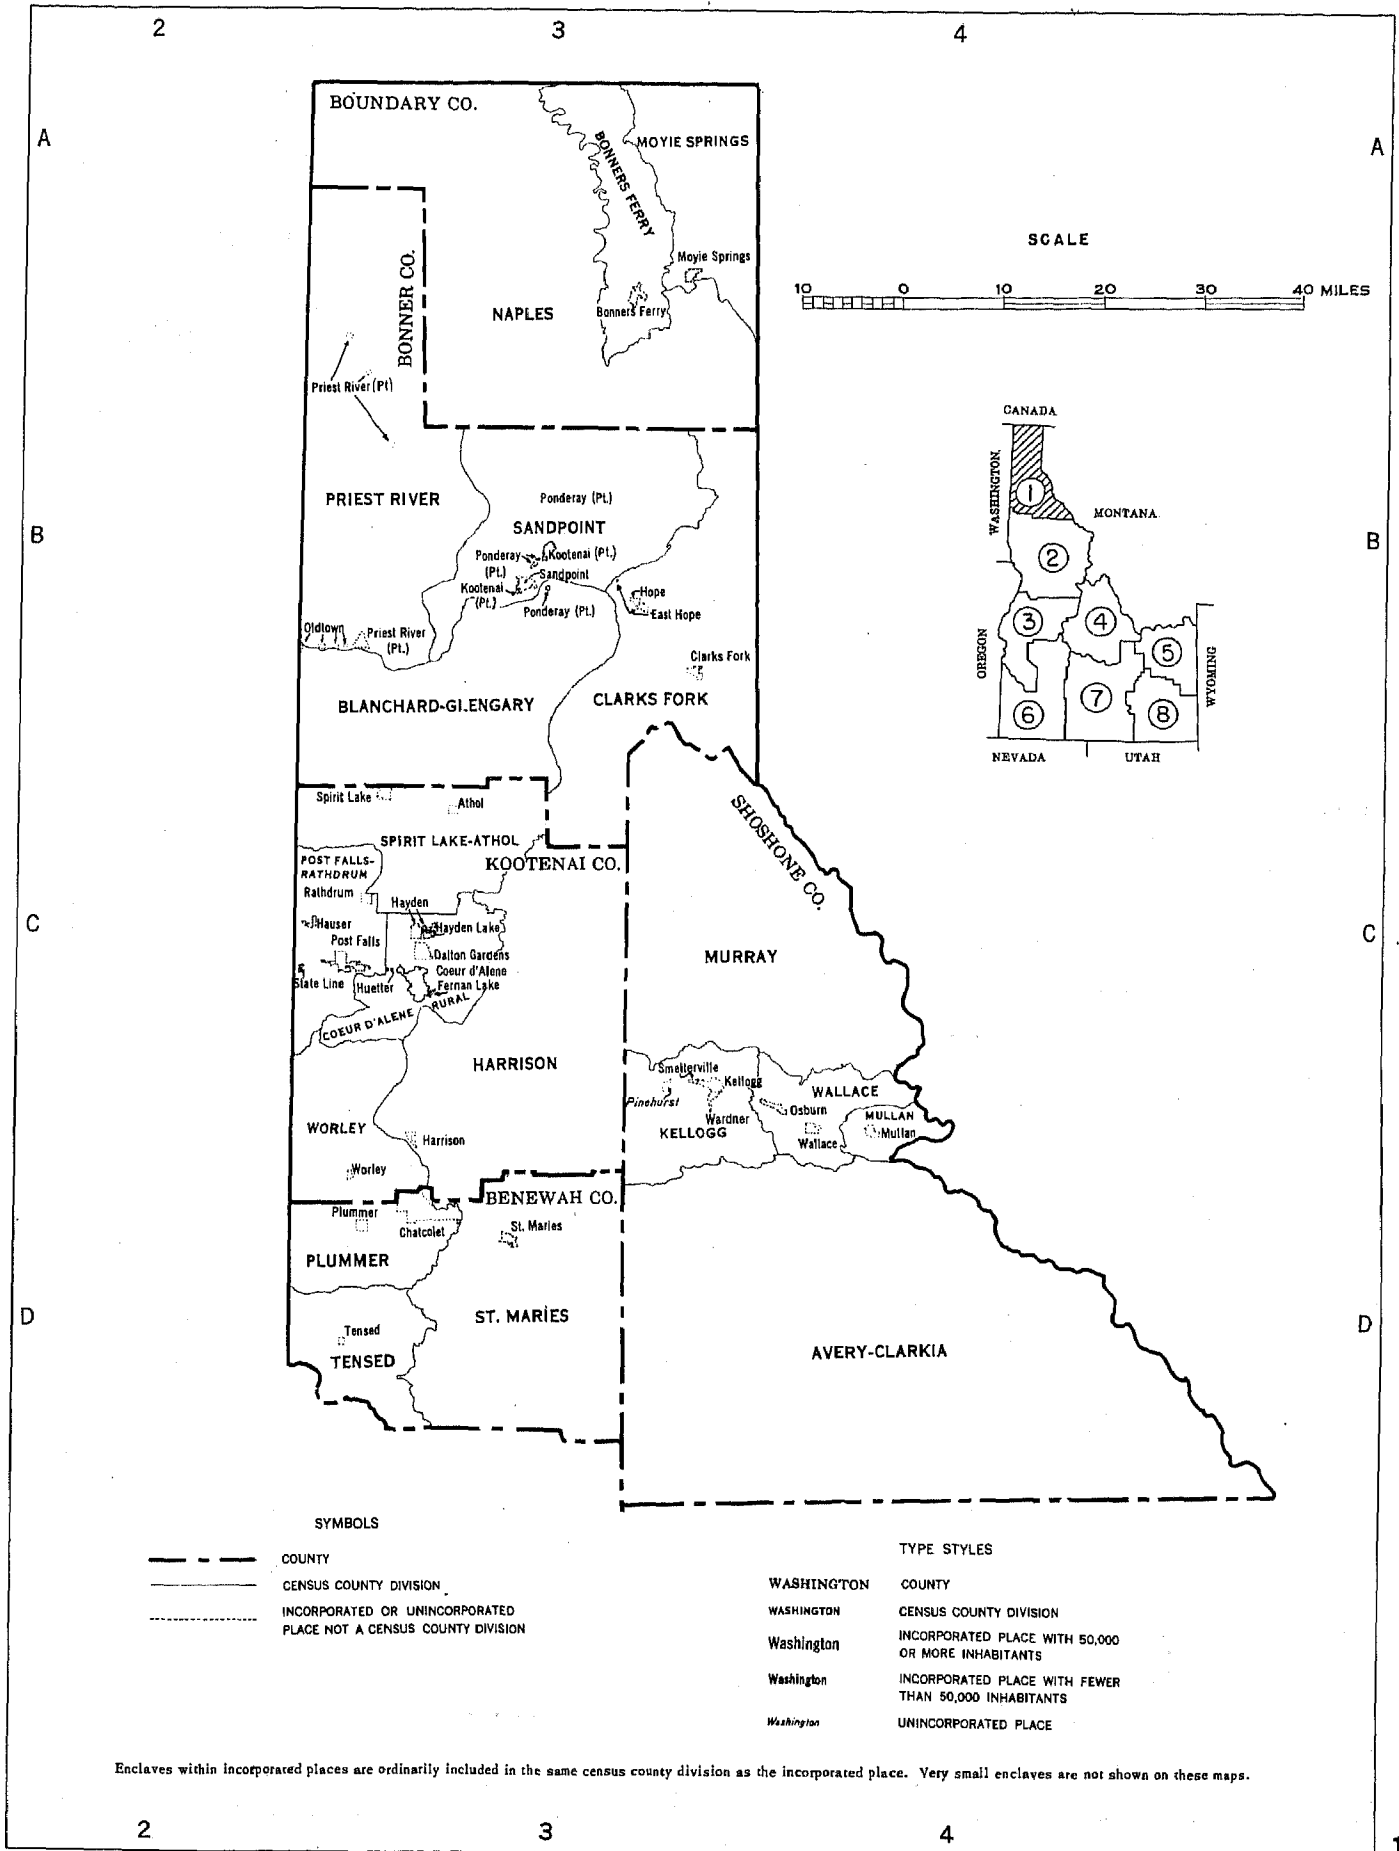 2 3 4
BOUNDARY CO.
A
A
BONNERS FERRY
MOYIE SPRINGS
SCALE
Moyie Springs
10 0 10 20 30 40 MILES
BONNER CO.
NAPLES
Bonners Ferry
Priest River (Pt)
CANADA
WASHINGTON
1
MONTANA
2
3
4
5
OREGON
WYOMING
6
7
8
NEVADA
UTAH
PRIEST RIVER
Ponderay (Pt.)
B
B
SANDPOINT
Ponderay
(Pt.)
Kootenai (Pt.)
Sandpoint
Kootenai
(Pt.)
Ponderay (Pt.)
Hope
East Hope
Oldtown
Priest River
(Pt.)
Clarks Fork
BLANCHARD-GLENGARY
CLARKS FORK
Spirit Lake
Athol
SHOSHONE CO.
SPIRIT LAKE-ATHOL
POST FALLS-
RATHDRUM
KOOTENAI CO.
Rathdrum
Hayden
C
C
Hauser
Hayden Lake
Post Falls
Dalton Gardens
MURRAY
Coeur d'Alene
State Line
Huetter
Fernan Lake
COEUR D'ALENE RURAL
HARRISON
Smelterville
Kellogg
WALLACE
Pinehurst
Osburn
Wardner
MULLAN
WORLEY
KELLOGG
Wallace
Mullan
Harrison
Worley
BENEWAH CO.
Plummer
Chatcolet
St. Maries
PLUMMER
D
D
ST. MARIES
Tensed
TENSED
AVERY-CLARKIA
SYMBOLS
COUNTY
CENSUS COUNTY DIVISION
INCORPORATED OR UNINCORPORATED
PLACE NOT A CENSUS COUNTY DIVISION
TYPE STYLES
WASHINGTON COUNTY
WASHINGTON CENSUS COUNTY DIVISION
Washington INCORPORATED PLACE WITH 50,000
OR MORE INHABITANTS
Washington INCORPORATED PLACE WITH FEWER
THAN 50,000 INHABITANTS
Washington UNINCORPORATED PLACE
Enclaves within incorporated places are ordinarily included in the same census county division as the incorporated place. Very small enclaves are not shown on these maps.
2 3 4
1